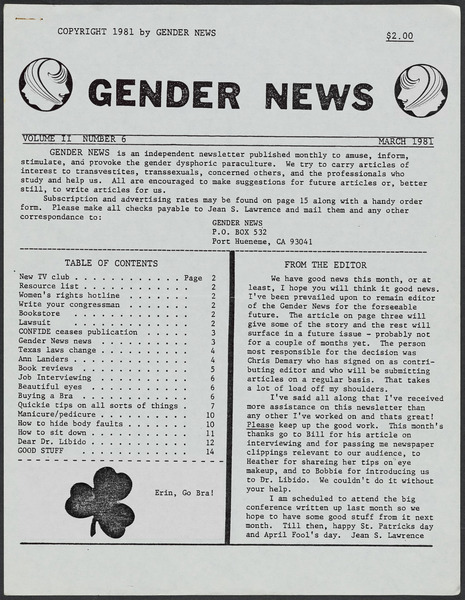 COPYRIGHT 1981 by GENDER NEWS
$2.00
GENDER NEWS
VOLUME II NUMBER 6
MARCH 1981
GENDER NEWS is an independent newsletter published monthly to amuse, inform,
stimulate, and provoke the gender dysphoric paraculture. We try to carry articles of
interest to transvestites, transsexuals, concerned others, and the professionals who
study and help us. All are encouraged to make suggestions for future articles or, better
still, to write articles for us.
Subscription and advertising rates may be found on page 15 along with a handy order
form. Please make all checks payable to Jean S. Lawrence and mail them and any other
correspondance to:
GENDER NEWS
P.O. BOX 532
Port Hueneme, CA 93041
TABLE OF CONTENTS
New TV club . . . . . . . . . . . . Page 2
Resource list . . . . . . . . . . . . 2
Women's rights hotline . . . . . . . . 2
Write your congressman . . . . . . . . 2
Bookstore . . . . . . . . . . . . . . 2
Lawsuit . . . . . . . . . . . . . . . 2
CONFIDE ceases publication . . . . . . 3
Gender News news . . . . . . . . . . . 3
Texas laws change . . . . . . . . . . 4
Ann Landers . . . . . . . . . . . . . 4
Book reviews . . . . . . . . . . . . . 5
Job Interviewing . . . . . . . . . . . 6
Beautiful eyes . . . . . . . . . . . . 6
Buying a Bra . . . . . . . . . . . . . 6
Quickie tips on all sorts of things . 7
Manicure/pedicure . . . . . . . . . . 10
How to hide body faults . . . . . . . 10
How to sit down . . . . . . . . . . . 11
Dear Dr. Libido . . . . . . . . . . . 12
GOOD STUFF . . . . . . . . . . . . . . 14
Erin, Go Bra!
FROM THE EDITOR
We have good news this month, or at
least, I hope you will think it good news.
I've been prevailed upon to remain editor
of the Gender News for the forseeable
future. The article on page three will
give some of the story and the rest will
surface in a future issue - probably not
for a couple of months yet. The person
most responsible for the decision was
Chris Demary who has signed on as contri-
buting editor and who will be submitting
articles on a regular basis. That takes
a lot of load off my shoulders.
I've said all along that I've received
more assistance on this newsletter than
any other I've worked on and thats great!
Please keep up the good work. This month's
thanks go to Bill for his article on
interviewing and for passing me newspaper
clippings relevant to our audience, to
Heather for shareing her tips on eye
makeup, and to Bobbie for introducing us
to Dr. Libido. We couldn't do it without
your help.
I am scheduled to attend the big
conference written up last month so we
hope to have some good stuff from it next
month. Till then, happy St. Patricks day
and April Fool's day. Jean S. Lawrence